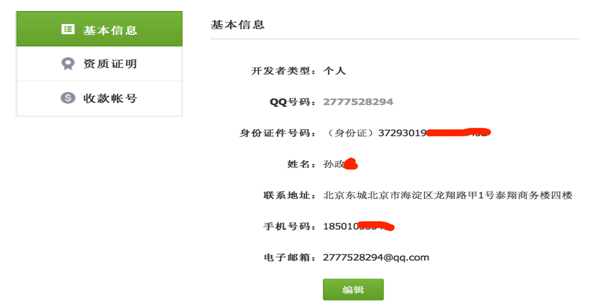 基本信息
资质证明
收款帐号
基本信息
开发者类型：个人
QQ号码：2777528294
身份证件号码：（身份证）37293019
姓名：孙政
联系地址：北京东城北京市海淀区龙翔路甲1号泰翔商务楼四楼
手机号码：18501
电子邮箱：2777528294@qq.com
编辑